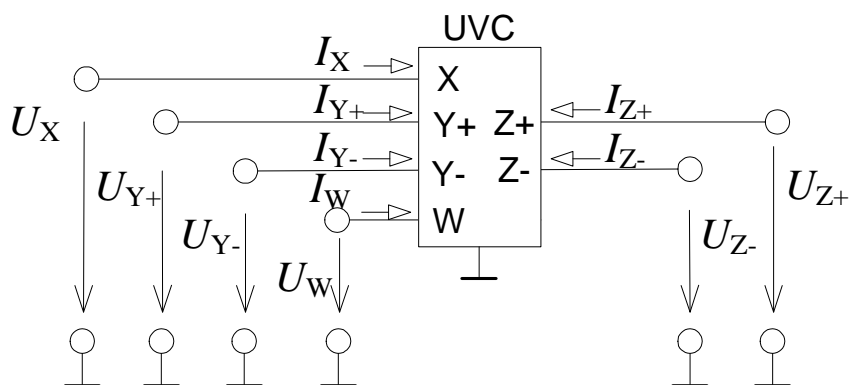 UVC
I_X X
I_Y+ Y+ Z+ I_Z+
U_X
I_Y- Y- Z- I_Z-
U_Y+ U_Z+
I_W W
U_Y- U_Z-
U_W